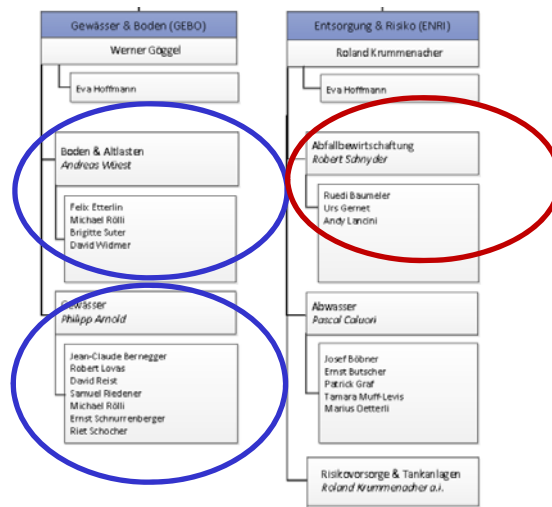 Gewässer & Boden (GEBO)
Werner Göggel
Eva Hoffmann
Boden & Altlasten
Andreas Wüest
Felix Etterlin
Michael Rölli
Brigitte Suter
David Widmer
Gewässer
Philipp Arnold
Jean-Claude Bernegger
Robert Lovas
David Reist
Samuel Riedener
Michael Rölli
Ernst Schnurrenberger
Riet Schocher
Entsorgung & Risiko (ENRI)
Roland Krummenacher
Eva Hoffmann
Abfallbewirtschaftung
Robert Schnyder
Ruedi Baumeler
Urs Gernet
Andy Lancini
Abwasser
Pascal Caluori
Josef Böbner
Ernst Butscher
Patrick Graf
Tamara Muff-Levis
Marius Oetterli
Risikovorsorge & Tankanlagen
Roland Krummenacher a.i.